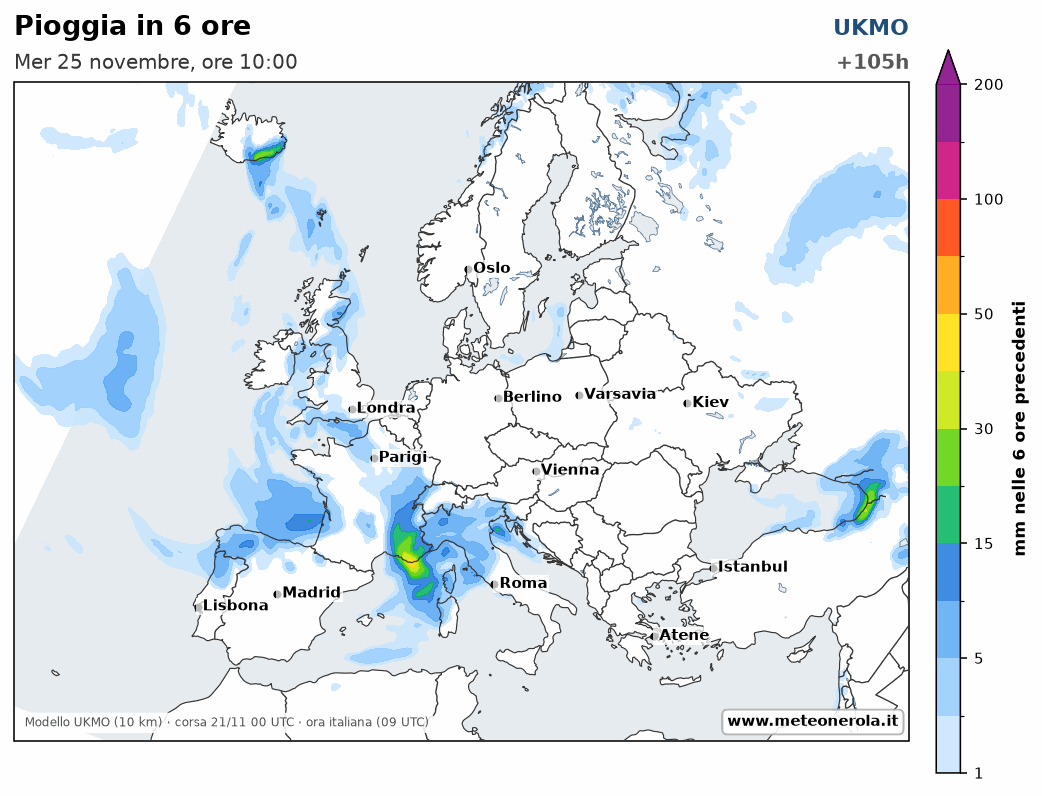 Pioggia in 6 ore
UKMO
Mer 25 novembre, ore 10:00
+105h
200
100
50
30
15
5
1
mm nelle 6 ore precedenti
Oslo
Londra
Berlino
Varsavia
Kiev
Parigi
Vienna
Istanbul
Roma
Madrid
Lisbona
Atene
Modello UKMO (10 km) · corsa 21/11 00 UTC · ora italiana (09 UTC)
www.meteonerola.it